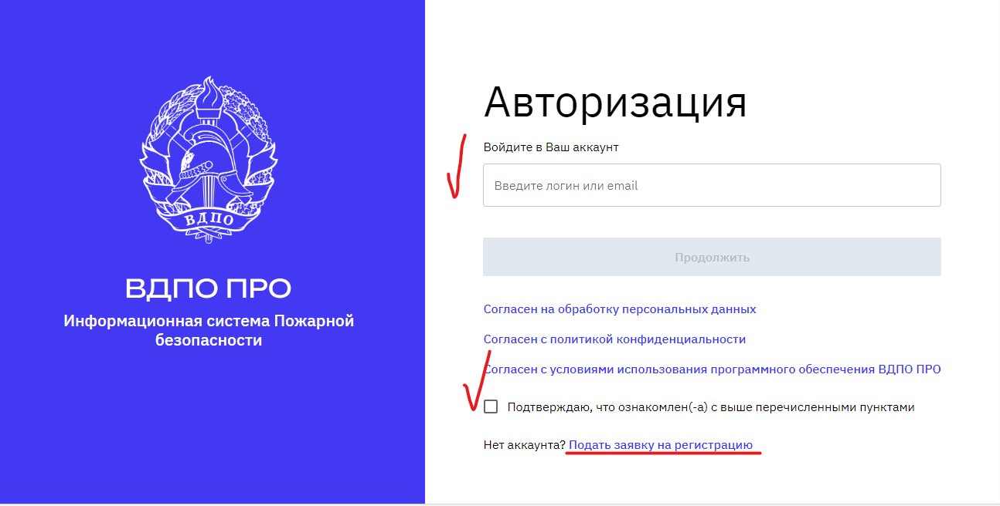 ВДПО
ВДПО ПРО
Информационная система Пожарной
безопасности
Авторизация
Войдите в Ваш аккаунт
Введите логин или email
Продолжить
Согласен на обработку персональных данных
Согласен с политикой конфиденциальности
Согласен с условиями использования программного обеспечения ВДПО ПРО
Подтверждаю, что ознакомлен(-а) с выше перечисленными пунктами
Нет аккаунта? Подать заявку на регистрацию